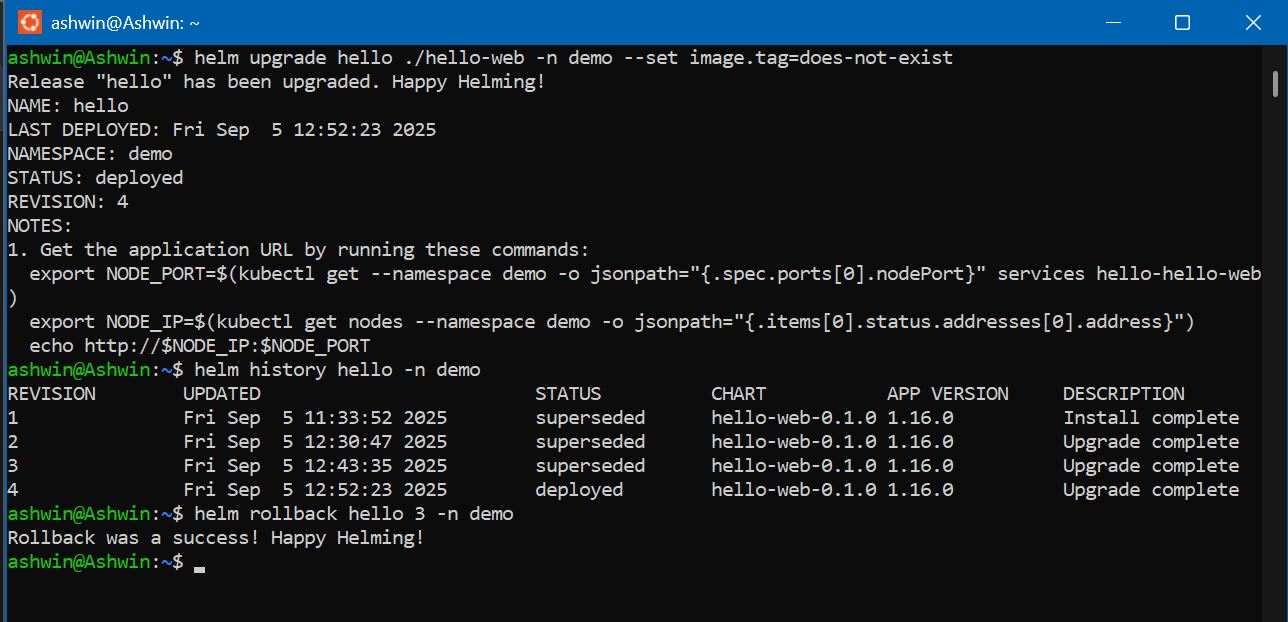 ashwin@Ashwin: ~
ashwin@Ashwin:~$ helm upgrade hello ./hello-web -n demo --set image.tag=does-not-exist
Release "hello" has been upgraded. Happy Helming!
NAME: hello
LAST DEPLOYED: Fri Sep  5 12:52:23 2025
NAMESPACE: demo
STATUS: deployed
REVISION: 4
NOTES:
1. Get the application URL by running these commands:
  export NODE_PORT=$(kubectl get --namespace demo -o jsonpath="{.spec.ports[0].nodePort}" services hello-hello-web
)
  export NODE_IP=$(kubectl get nodes --namespace demo -o jsonpath="{.items[0].status.addresses[0].address}")
  echo http://$NODE_IP:$NODE_PORT
ashwin@Ashwin:~$ helm history hello -n demo
REVISION        UPDATED                         STATUS          CHART           APP VERSION     DESCRIPTION
1               Fri Sep  5 11:33:52 2025        superseded      hello-web-0.1.0 1.16.0          Install complete
2               Fri Sep  5 12:30:47 2025        superseded      hello-web-0.1.0 1.16.0          Upgrade complete
3               Fri Sep  5 12:43:35 2025        superseded      hello-web-0.1.0 1.16.0          Upgrade complete
4               Fri Sep  5 12:52:23 2025        deployed        hello-web-0.1.0 1.16.0          Upgrade complete
ashwin@Ashwin:~$ helm rollback hello 3 -n demo
Rollback was a success! Happy Helming!
ashwin@Ashwin:~$